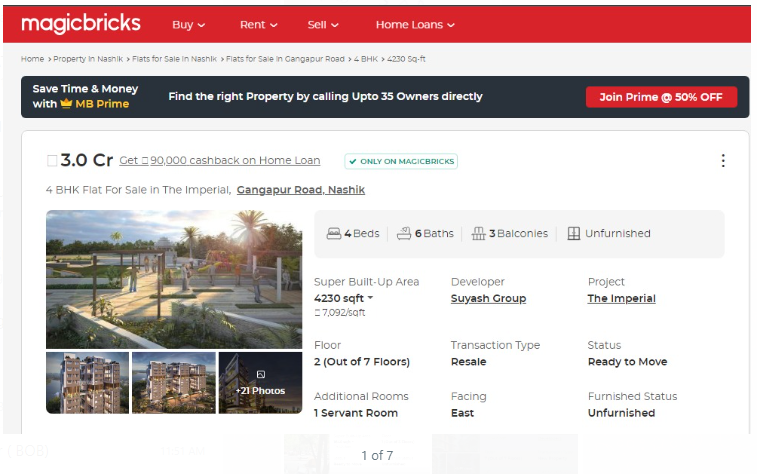 magicbricks
Buy Rent Sell Home Loans
Home > Property in Nashik > Flats for Sale in Nashik > Flats for Sale in Gangapur Road > 4 BHK > 4230 Sq-ft
Save Time & Money
with MB Prime
Find the right Property by calling Upto 35 Owners directly
Join Prime @ 50% OFF
3.0 Cr Get 90,000 cashback on Home Loan ONLY ON MAGICBRICKS
4 BHK Flat For Sale in The Imperial, Gangapur Road, Nashik
4 Beds 6 Baths 3 Balconies Unfurnished
Super Built-Up Area Developer Project
4230 sqft Suyash Group The Imperial
7,092/sqft
Floor Transaction Type Status
2 (Out of 7 Floors) Resale Ready to Move
+21 Photos
Additional Rooms Facing Furnished Status
1 Servant Room East Unfurnished
1 of 7